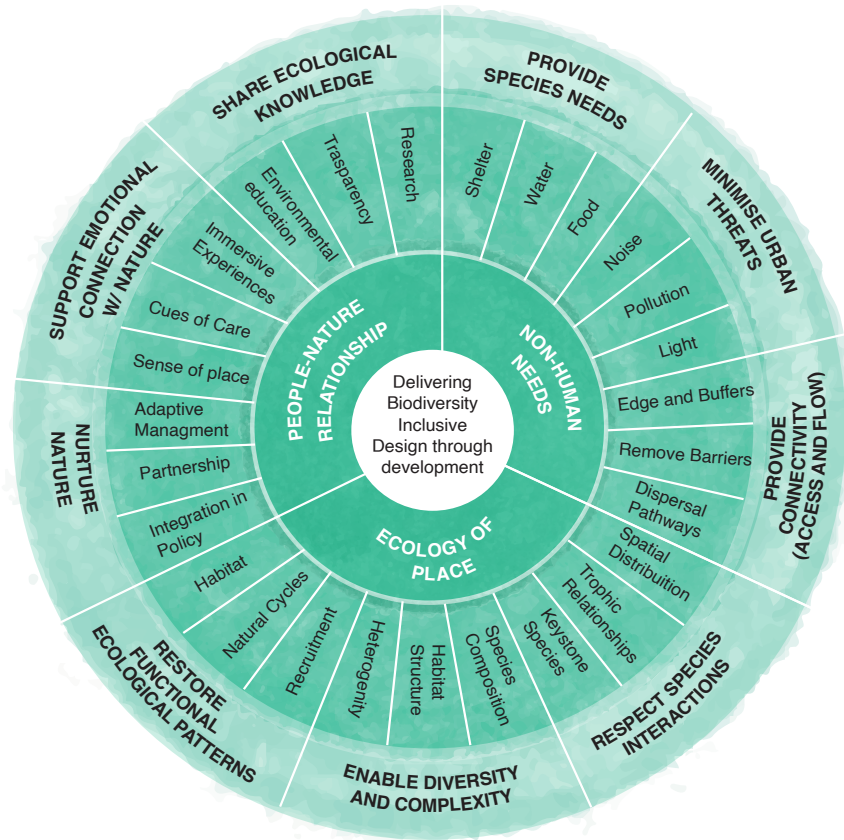 Delivering
Biodiversity
Inclusive
Design through
development
NON-HUMAN
NEEDS
ECOLOGY OF
PLACE
PEOPLE-NATURE
RELATIONSHIP
PROVIDE
SPECIES NEEDS
Shelter
Water
Food
MINIMISE URBAN
THREATS
Noise
Pollution
Light
PROVIDE
CONNECTIVITY
(ACCESS AND FLOW)
Edge and Buffers
Remove Barriers
Dispersal
Pathways
RESPECT SPECIES
INTERACTIONS
Spatial
Distribuition
Trophic
Relationships
Keystone
Species
ENABLE DIVERSITY
AND COMPLEXITY
Species
Composition
Habitat
Structure
Heterogenity
RESTORE
FUNCTIONAL
ECOLOGICAL PATTERNS
Recruitment
Natural Cycles
Habitat
NURTURE
NATURE
Integration in
Policy
Partnership
Adaptive
Managment
SUPPORT EMOTIONAL
CONNECTION
W/ NATURE
Sense of place
Cues of Care
Immersive
Experiences
SHARE ECOLOGICAL
KNOWLEDGE
Environmental
education
Trasparency
Research